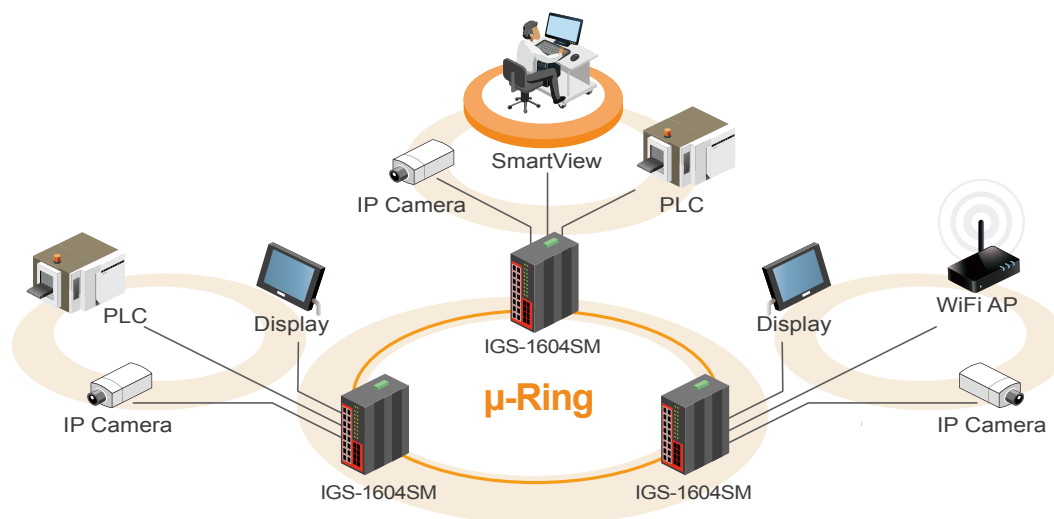 SmartView
IP Camera
PLC
PLC
Display
Display
WiFi AP
IGS-1604SM
μ-Ring
IP Camera
IP Camera
IGS-1604SM
IGS-1604SM